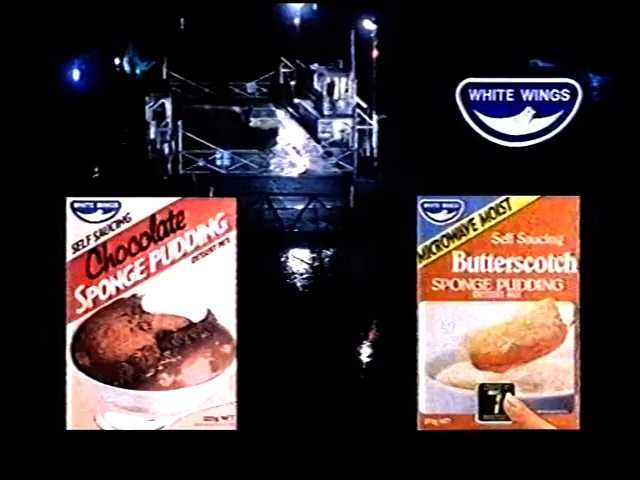 WHITE WINGS
WHITE WINGS
SELF SAUCING
Chocolate
SPONGE PUDDING
DESSERT MIX
WHITE WINGS
MICROWAVE MOIST
Self Saucing
Butterscotch
SPONGE PUDDING
DESSERT MIX
7